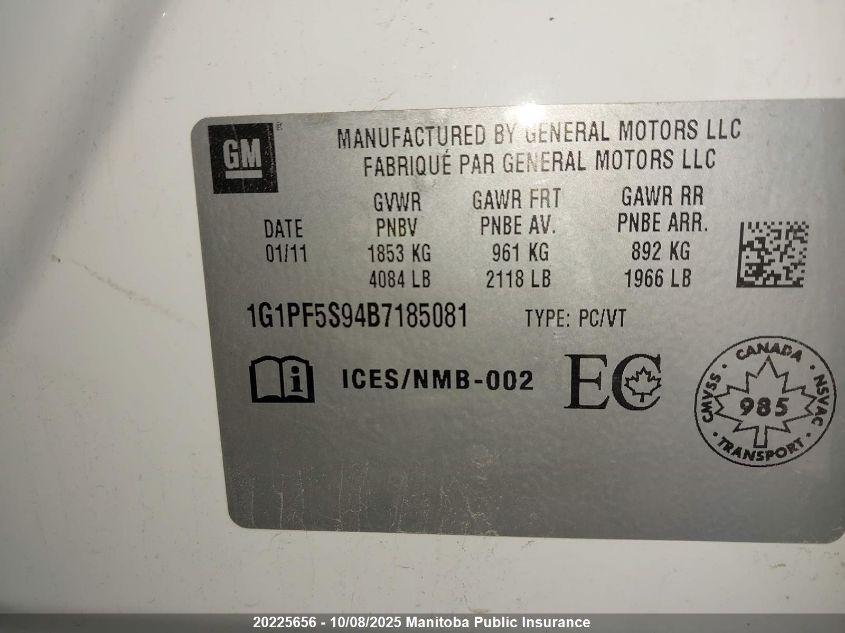 GM
®
MANUFACTURED BY GENERAL MOTORS LLC
FABRIQUÉ PAR GENERAL MOTORS LLC
DATE
01/11
GVWR
PNBV
1853 KG
4084 LB
GAWR FRT
PNBE AV.
961 KG
2118 LB
GAWR RR
PNBE ARR.
892 KG
1966 LB
1G1PF5S94B7185081 TYPE: PC/VT
i ICES/NMB-002 EC
CMVSS • CANADA • NSVAC • TRANSPORT •
985
20225656 - 10/08/2025 Manitoba Public Insurance